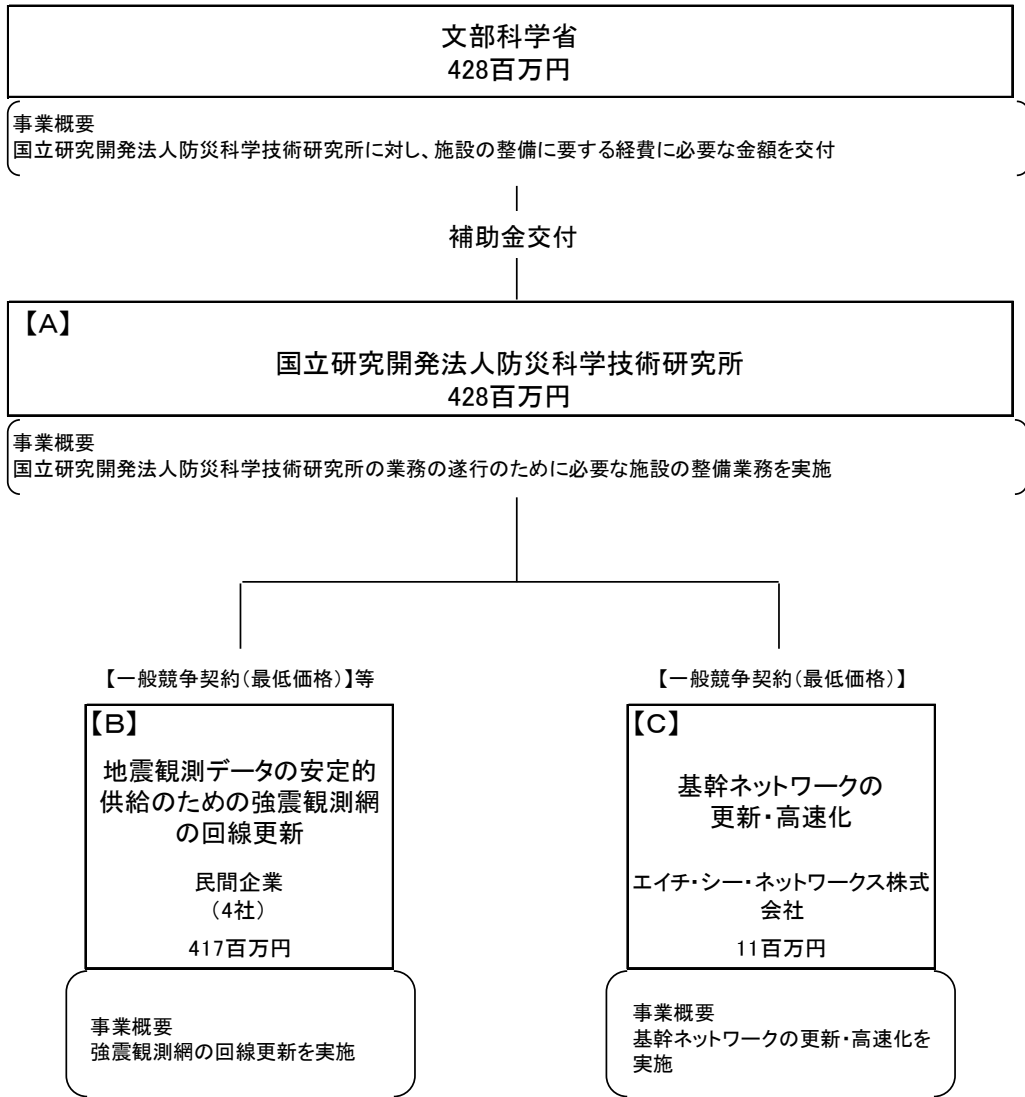 文部科学省
428百万円
事業概要
国立研究開発法人防災科学技術研究所に対し、施設の整備に要する経費に必要な金額を交付
補助金交付
【A】
国立研究開発法人防災科学技術研究所
428百万円
事業概要
国立研究開発法人防災科学技術研究所の業務の遂行のために必要な施設の整備業務を実施
【一般競争契約(最低価格)】等
【B】
地震観測データの安定的
供給のための強震観測網
の回線更新
民間企業
(4社)
417百万円
事業概要
強震観測網の回線更新を実施
【一般競争契約(最低価格)】
【C】
基幹ネットワークの
更新・高速化
エイチ・シー・ネットワークス株式
会社
11百万円
事業概要
基幹ネットワークの更新・高速化を
実施